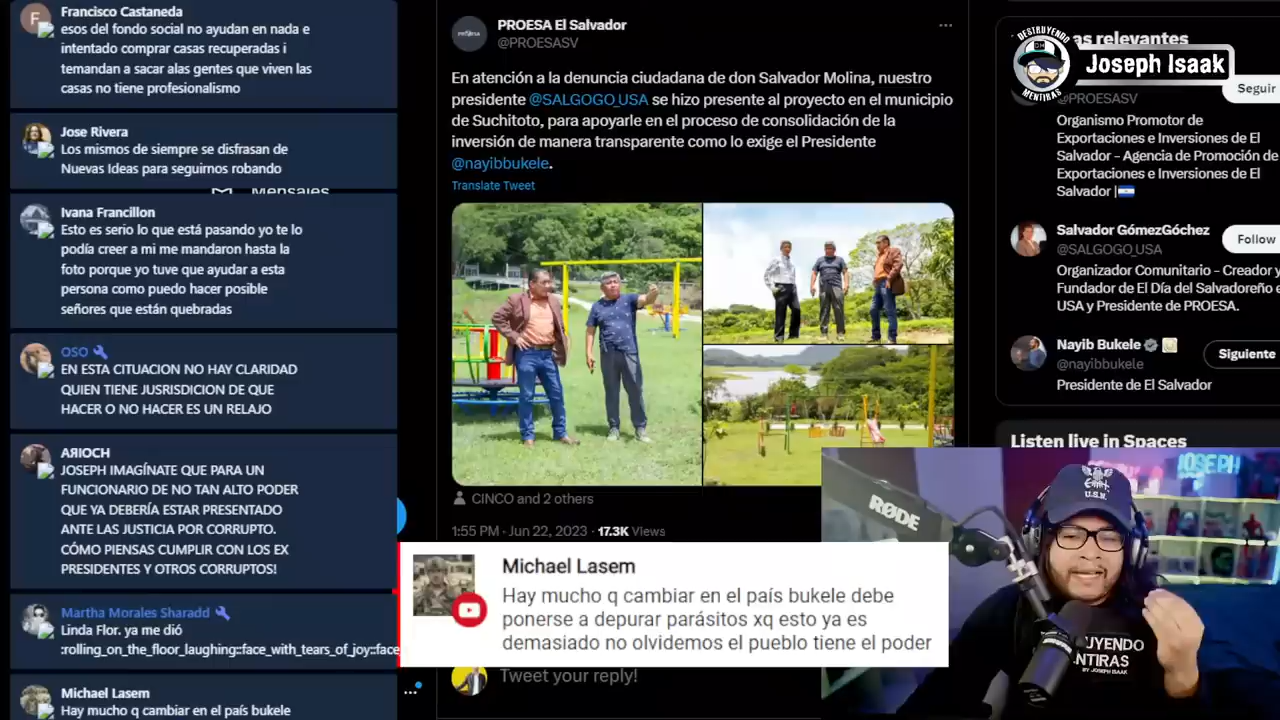 Francisco Castaneda
esos del fondo social no ayudan en nada e
intentado comprar casas recuperadas i
temandan a sacar alas gentes que viven las
casas no tiene profesionalismo
Jose Rivera
Los mismos de siempre se disfrasan de
Nuevas Ideas para seguirnos robando
Mensajes
Ivana Francillon
Esto es serio lo que está pasando yo te lo
podía creer a mi me mandaron hasta la
foto porque yo tuve que ayudar a esta
persona como puedo hacer posible
señores que están quebradas
OSO
EN ESTA CITUACION NO HAY CLARIDAD
QUIEN TIENE JUSRISDICION DE QUE
HACER O NO HACER ES UN RELAJO
AЯIOCH
JOSEPH IMAGÍNATE QUE PARA UN
FUNCIONARIO DE NO TAN ALTO PODER
QUE YA DEBERÍA ESTAR PRESENTADO
ANTE LAS JUSTICIA POR CORRUPTO.
CÓMO PIENSAS CUMPLIR CON LOS EX
PRESIDENTES Y OTROS CORRUPTOS!
Martha Morales Sharadd
Linda Flor. ya me dió
:rolling_on_the_floor_laughing::face_with_tears_of_joy::face
Michael Lasem
Hay mucho q cambiar en el país bukele
PROESA El Salvador
@PROESASV
En atención a la denuncia ciudadana de don Salvador Molina, nuestro
presidente @SALGOGO_USA se hizo presente al proyecto en el municipio
de Suchitoto, para apoyarle en el proceso de consolidación de la
inversión de manera transparente como lo exige el Presidente
@nayibbukele.
Translate Tweet
CINCO and 2 others
1:55 PM · Jun 22, 2023 · 17.3K Views
Michael Lasem
Hay mucho q cambiar en el país bukele debe
ponerse a depurar parásitos xq esto ya es
demasiado no olvidemos el pueblo tiene el poder
Tweet your reply!
as relevantes
DESTRUYENDO
MENTIRAS
Joseph Isaak
Seguir
@PROESASV
Organismo Promotor de
Exportaciones e Inversiones de El
Salvador - Agencia de Promoción de
Exportaciones e Inversiones de El
Salvador |
Salvador GómezGóchez
@SALGOGO_USA
Follow
Organizador Comunitario - Creador y
Fundador de El Día del Salvadoreño e
USA y Presidente de PROESA.
Nayib Bukele
@nayibbukele
Siguiente
Presidente de El Salvador
Listen live in Spaces
JOSEPH
RØDE
U.S.N.
UYENDO
NTIRAS
BY JOSEPH ISAAK